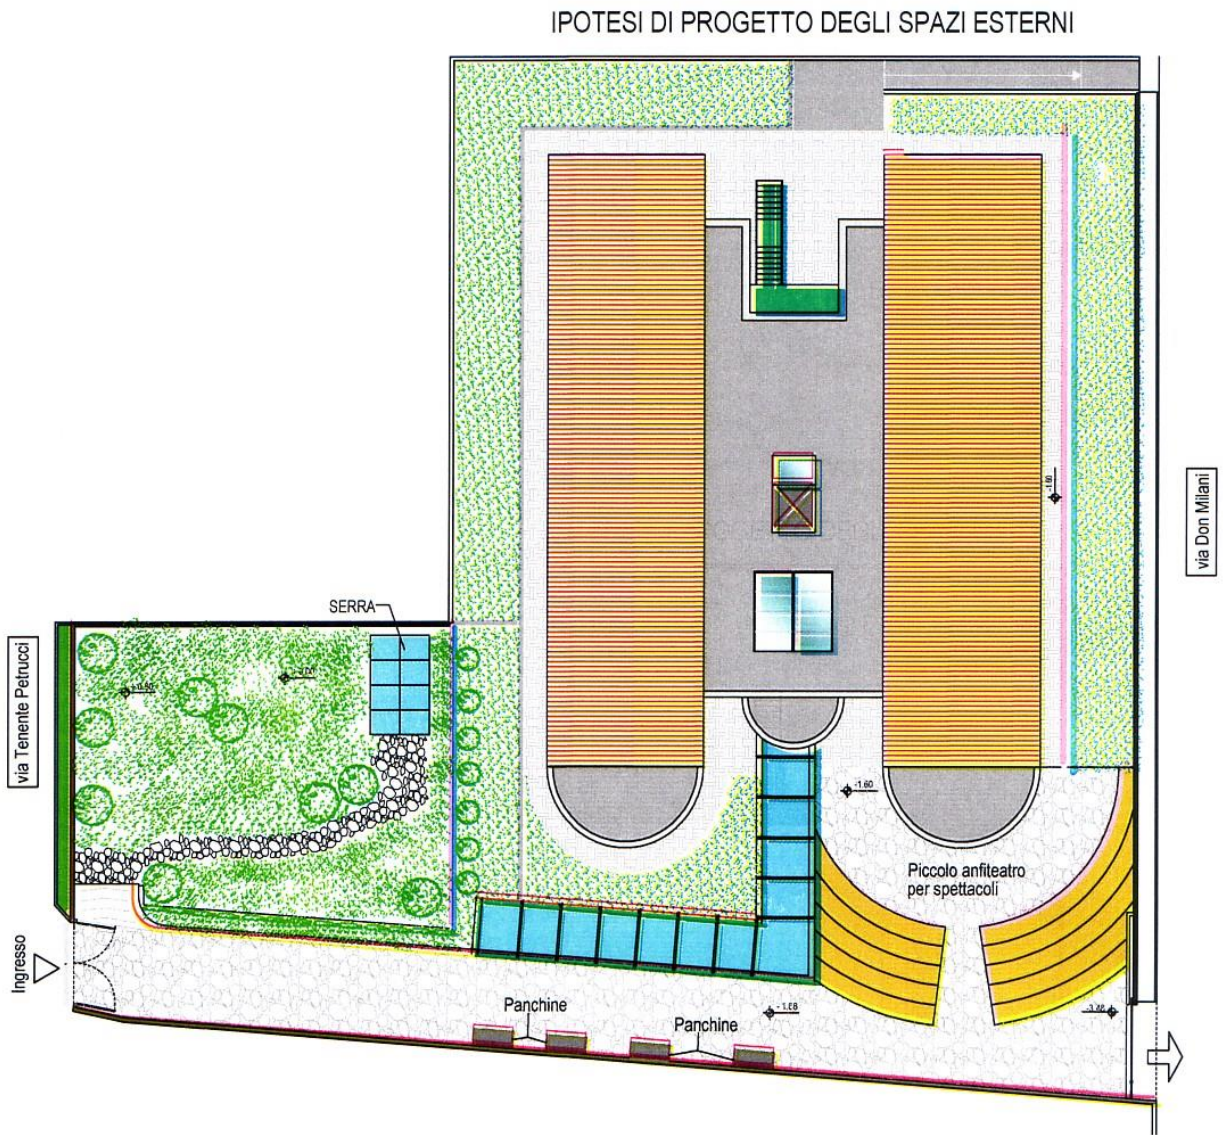 IPOTESI DI PROGETTO DEGLI SPAZI ESTERNI
via Don Milani
-1.60
SERRA
via Tenente Petrucci
-1.60
Piccolo anfiteatro
per spettacoli
Ingresso
Panchine
Panchine